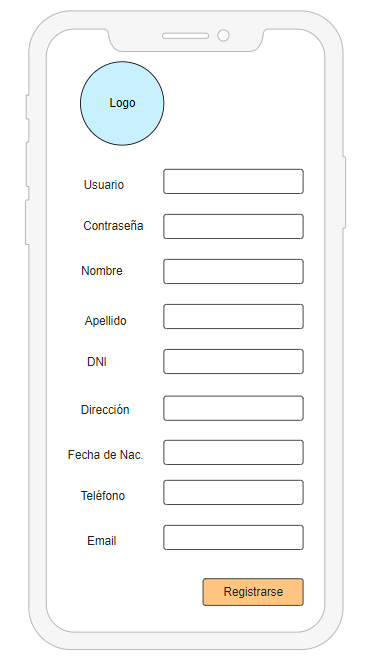 Logo
Usuario
Contraseña
Nombre
Apellido
DNI
Dirección
Fecha de Nac.
Teléfono
Email
Registrarse